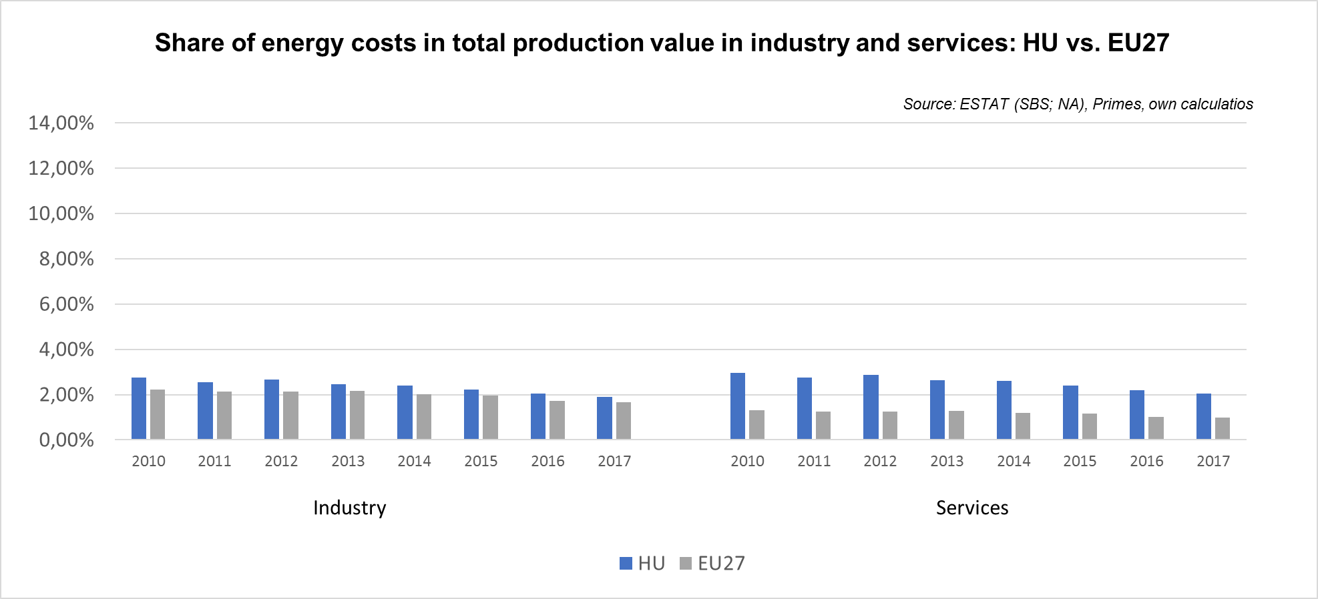 Share of energy costs in total production value in industry and services: HU vs. EU27
Source: ESTAT (SBS; NA), Primes, own calculatios
14,00%
12,00%
10,00%
8,00%
6,00%
4,00%
2,00%
0,00%
2010 2011 2012 2013 2014 2015 2016 2017 2010 2011 2012 2013 2014 2015 2016 2017
Industry Services
HU EU27